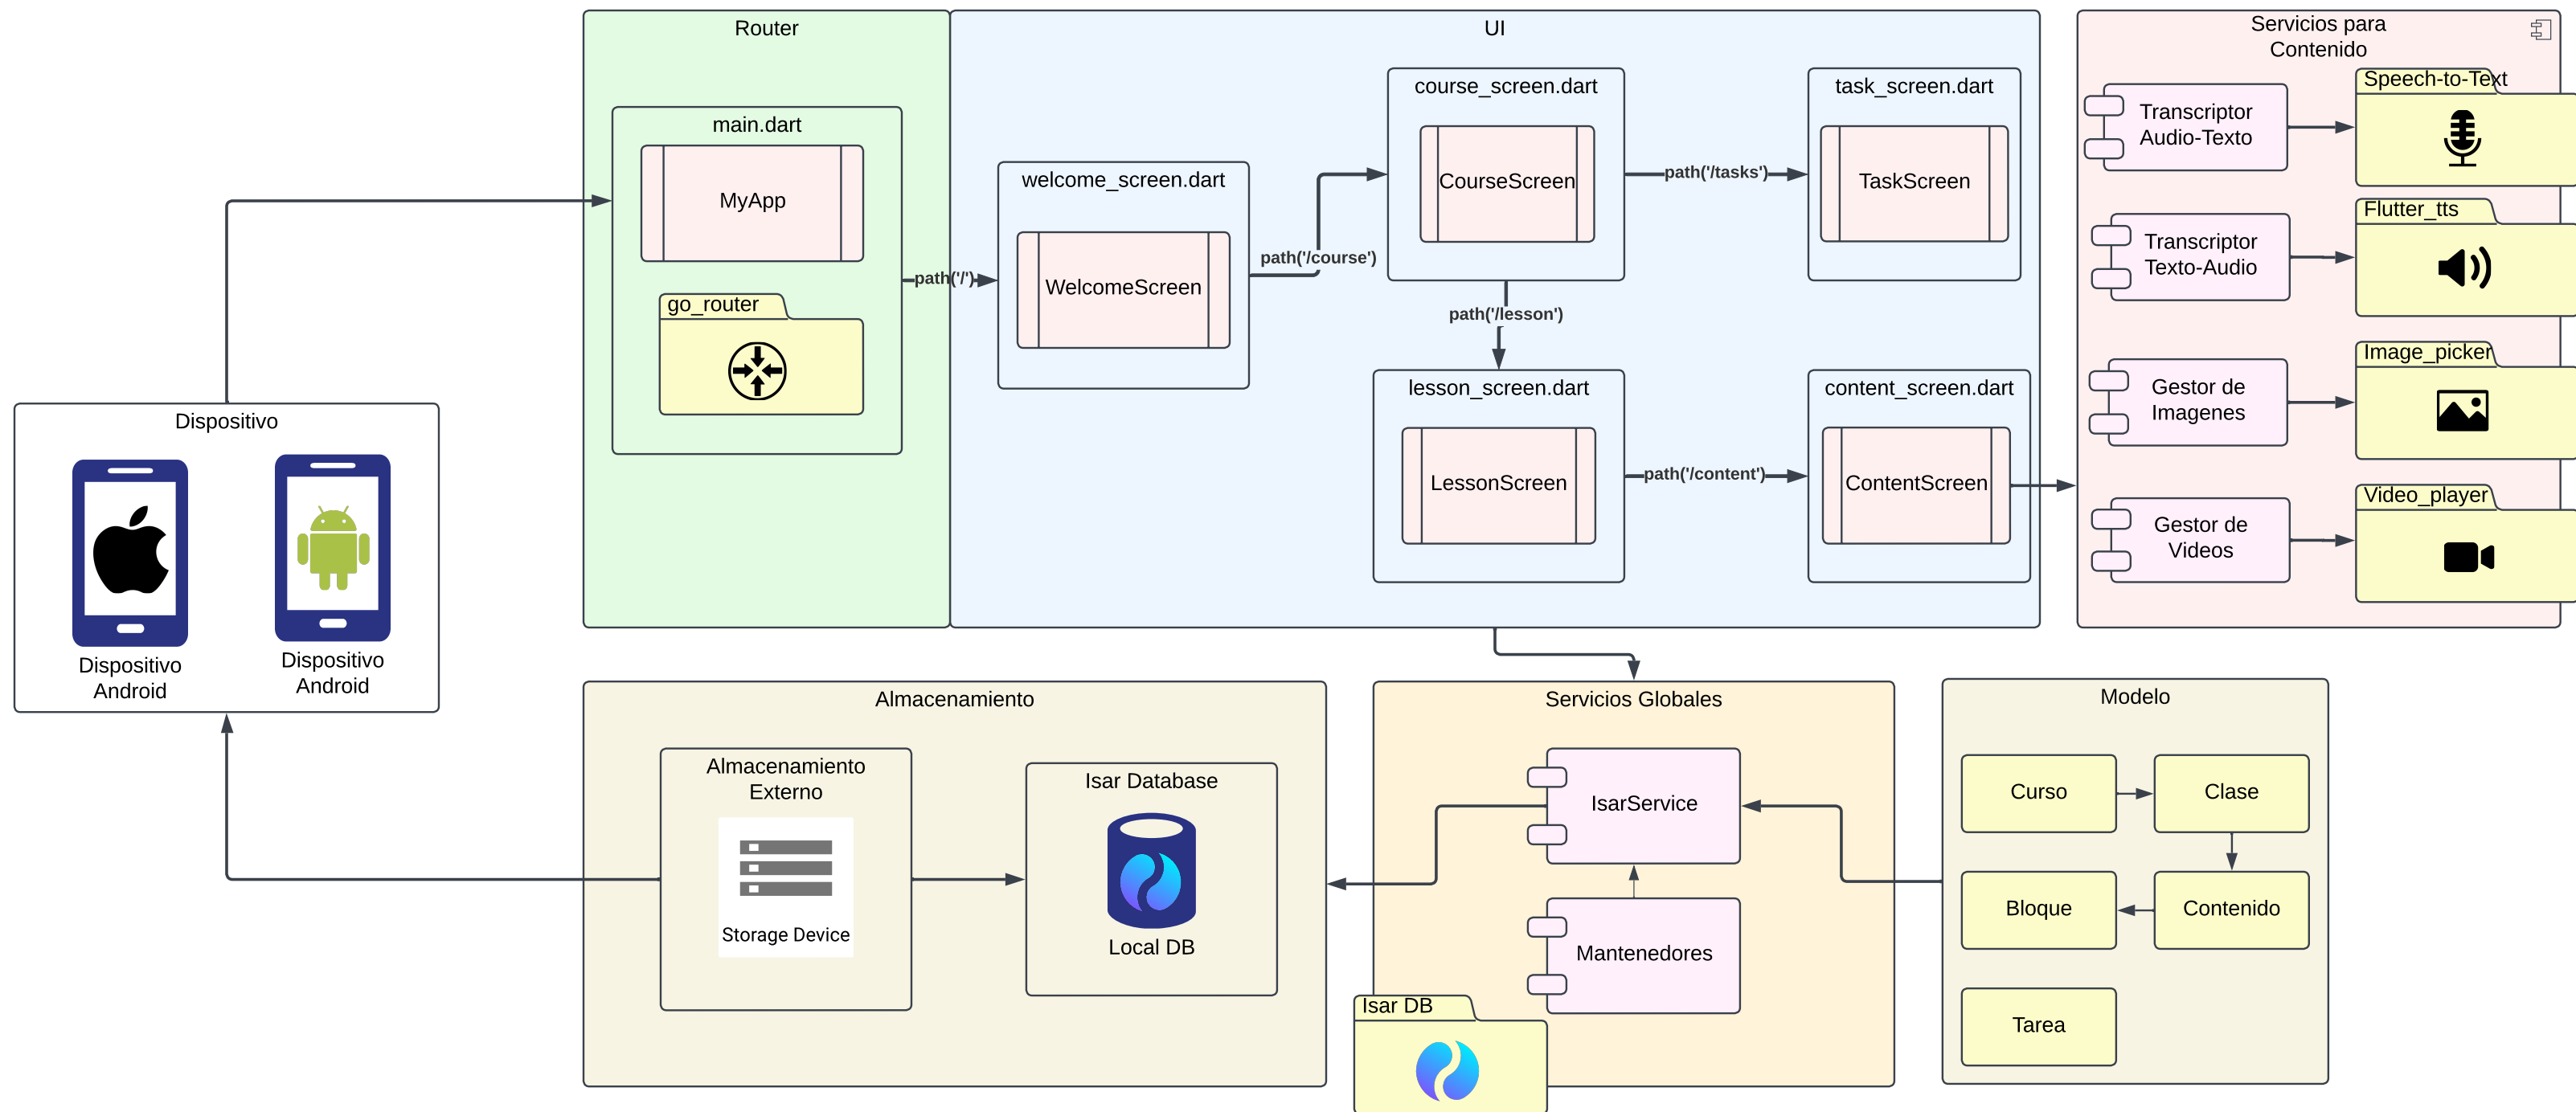 Router
main.dart
MyApp
go_router
path('/')
UI
welcome_screen.dart
WelcomeScreen
path('/course')
course_screen.dart
CourseScreen
path('/tasks')
task_screen.dart
TaskScreen
path('/lesson')
lesson_screen.dart
LessonScreen
path('/content')
content_screen.dart
ContentScreen
Servicios para
Contenido
Transcriptor
Audio-Texto
Speech-to-Text
Transcriptor
Texto-Audio
Flutter_tts
Gestor de
Imagenes
Image_picker
Gestor de
Videos
Video_player
Dispositivo
Dispositivo
Android
Dispositivo
Android
Almacenamiento
Almacenamiento
Externo
Storage Device
Isar Database
Local DB
Servicios Globales
IsarService
Mantenedores
Isar DB
Modelo
Curso
Clase
Bloque
Contenido
Tarea